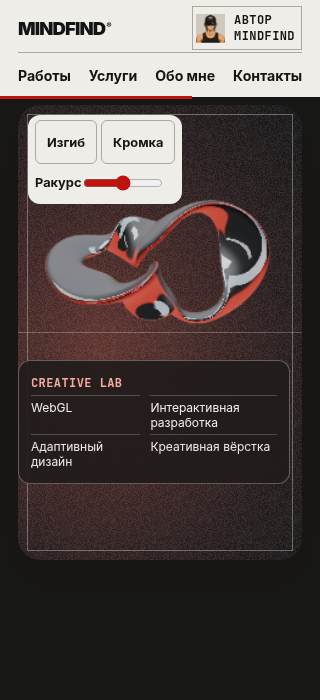 MINDFIND®
АВТОР
MINDFIND
Работы Услуги Обо мне Контакты
Изгиб Кромка
Ракурс
CREATIVE LAB
WebGL
Интерактивная
разработка
Адаптивный
дизайн
Креативная вёрстка